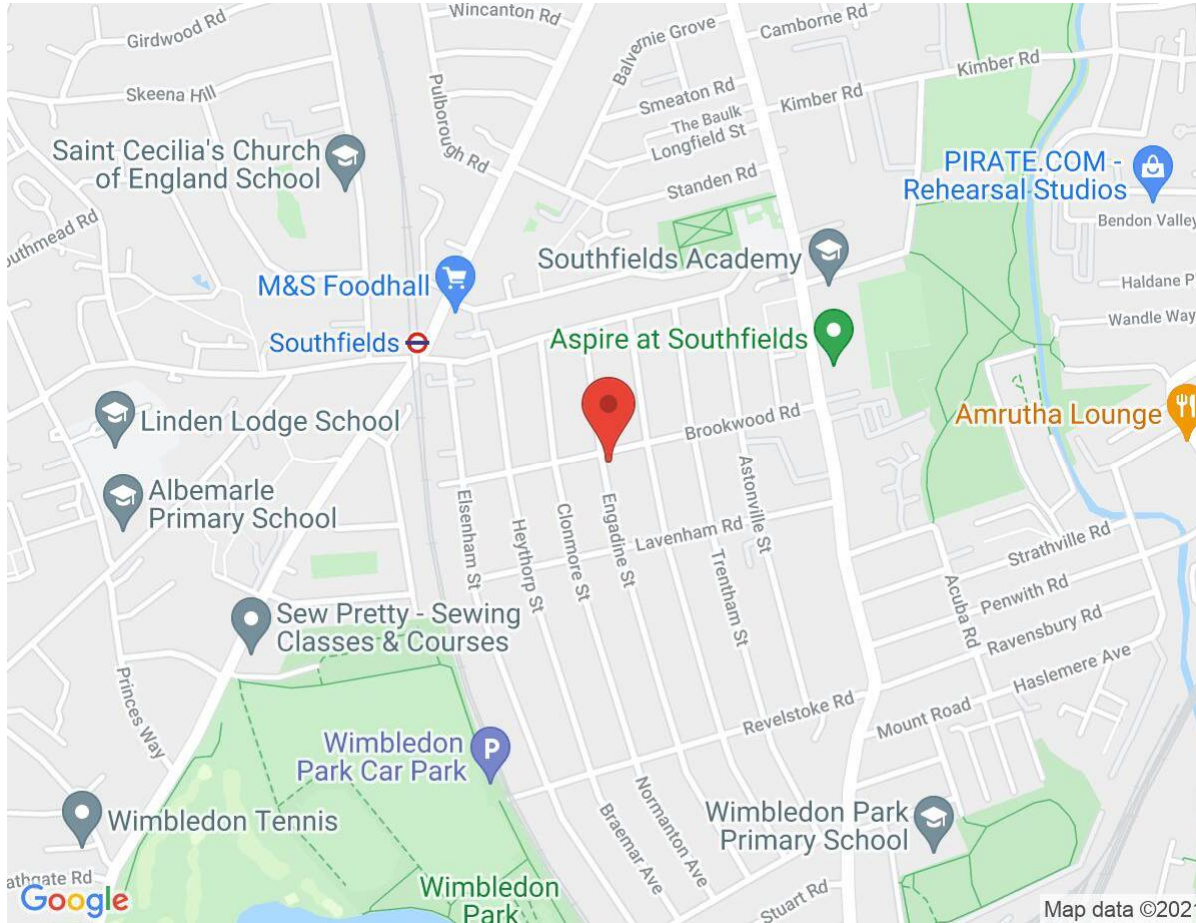 Girdwood Rd
Wincanton Rd
Camborne Rd
Balvernie Grove
Kimber Rd
Skeena Hill
Pulborough Rd
Smeaton Rd
Kimber Rd
The Baulk
Longfield St
Saint Cecilia's Church
of England School
PIRATE.COM -
Rehearsal Studios
Standen Rd
Bendon Valley
outhmead Rd
Southfields Academy
M&S Foodhall
Haldane P
Wandle Way
Southfields
Aspire at Southfields
Linden Lodge School
Brookwood Rd
Amrutha Lounge
Albemarle
Primary School
Elsenham St
Heythorp St
Clonmore St
Engadine St
Lavenham Rd
Astonville St
Trentham St
Strathville Rd
Penwith Rd
Acuba Rd
Ravensbury Rd
Haslemere Ave
Sew Pretty - Sewing
Classes & Courses
Princes Way
Revelstoke Rd
Mount Road
Wimbledon
Park Car Park
P
Wimbledon Tennis
Braemar Ave
Normanton Ave
Wimbledon Park
Primary School
athgate Rd
Wimbledon
Park
Stuart Rd
Google
Map data ©202